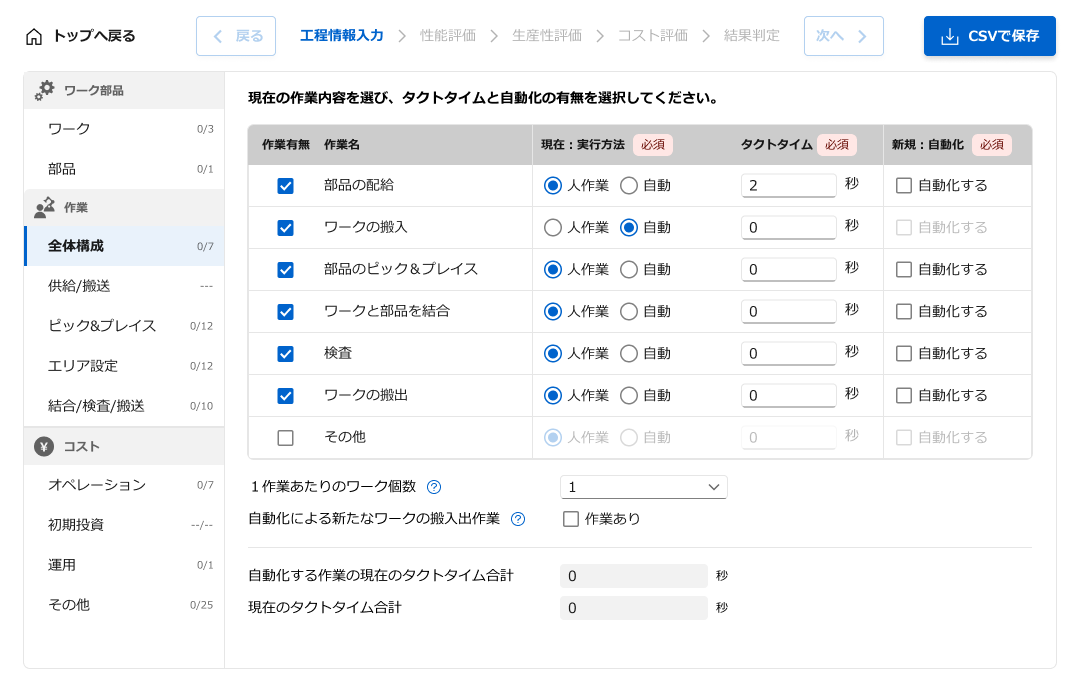 トップへ戻る
戻る
工程情報入力
性能評価
生産性評価
コスト評価
結果判定
次へ
CSVで保存
ワーク部品
ワーク 0/3
部品 0/1
作業
全体構成 0/7
供給/搬送 ---
ピック&プレイス 0/12
エリア設定 0/12
結合/検査/搬送 0/10
コスト
オペレーション 0/7
初期投資 --/--
運用 0/1
その他 0/25
現在の作業内容を選び、タクトタイムと自動化の有無を選択してください。
作業有無 作業名 現在：実行方法 必須 タクトタイム 必須 新規：自動化 必須
部品の配給 人作業 自動 2 秒 自動化する
ワークの搬入 人作業 自動 0 秒 自動化する
部品のピック＆プレイス 人作業 自動 0 秒 自動化する
ワークと部品を結合 人作業 自動 0 秒 自動化する
検査 人作業 自動 0 秒 自動化する
ワークの搬出 人作業 自動 0 秒 自動化する
その他 人作業 自動 0 秒 自動化する
１作業あたりのワーク個数 ? 1
自動化による新たなワークの搬入出作業 ? 作業あり
自動化する作業の現在のタクトタイム合計 0 秒
現在のタクトタイム合計 0 秒